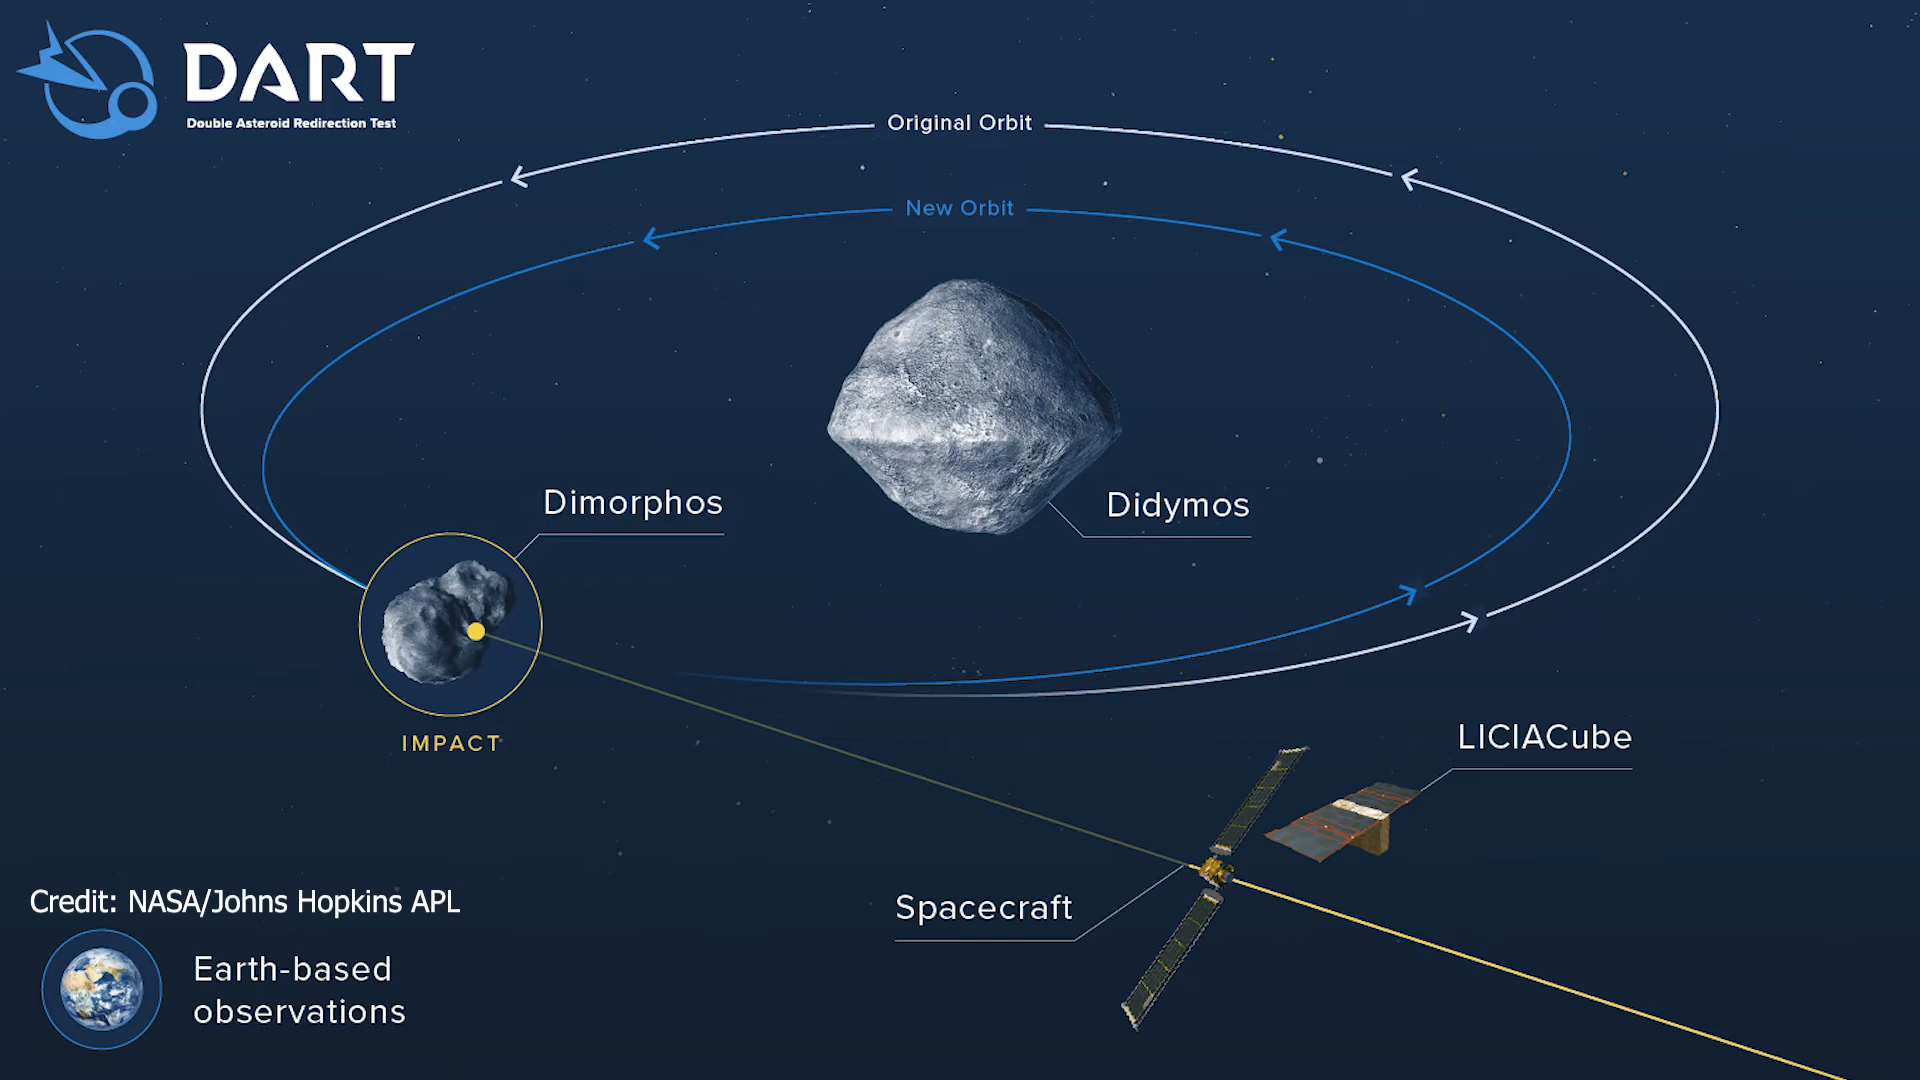 DART
Double Asteroid Redirection Test
Original Orbit
New Orbit
Dimorphos
Didymos
IMPACT
LICIACube
Spacecraft
Credit: NASA/Johns Hopkins APL
Earth-based
observations